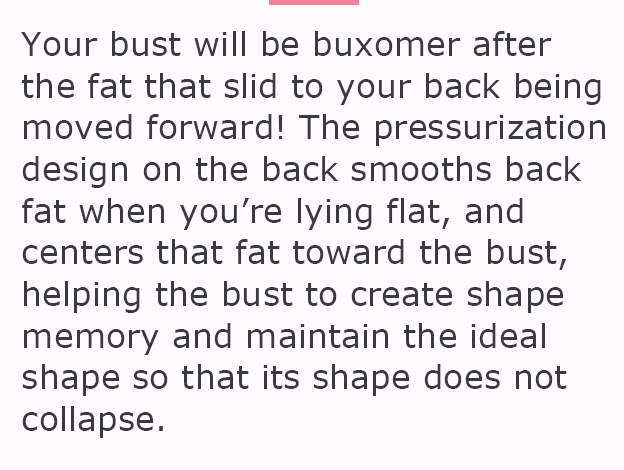 Your bust will be buxomer after
the fat that slid to your back being
moved forward! The pressurization
design on the back smooths back
fat when you’re lying flat, and
centers that fat toward the bust,
helping the bust to create shape
memory and maintain the ideal
shape so that its shape does not
collapse.